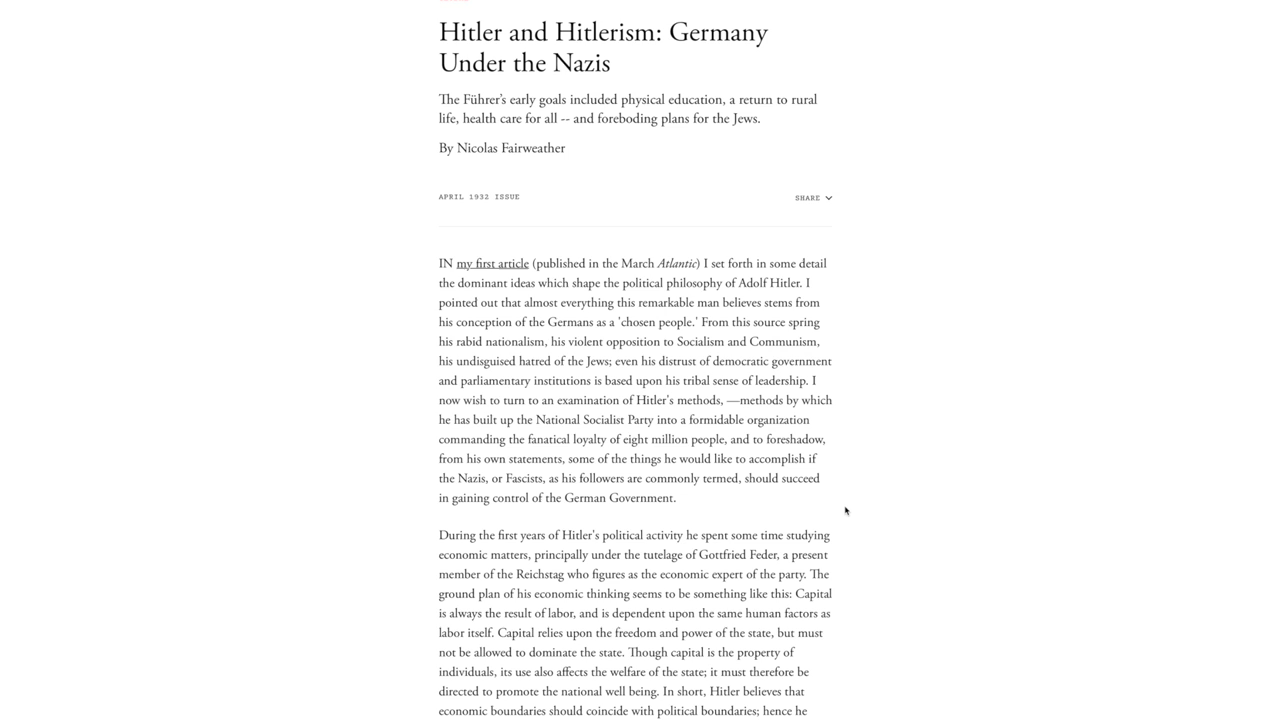 Hitler and Hitlerism: Germany
Under the Nazis
The Führer's early goals included physical education, a return to rural
life, health care for all -- and foreboding plans for the Jews.
By Nicolas Fairweather
APRIL 1932 ISSUE
SHARE
IN my first article (published in the March Atlantic) I set forth in some detail
the dominant ideas which shape the political philosophy of Adolf Hitler. I
pointed out that almost everything this remarkable man believes stems from
his conception of the Germans as a 'chosen people.' From this source spring
his rabid nationalism, his violent opposition to Socialism and Communism,
his undisguised hatred of the Jews; even his distrust of democratic government
and parliamentary institutions is based upon his tribal sense of leadership. I
now wish to turn to an examination of Hitler's methods, —methods by which
he has built up the National Socialist Party into a formidable organization
commanding the fanatical loyalty of eight million people, and to foreshadow,
from his own statements, some of the things he would like to accomplish if
the Nazis, or Fascists, as his followers are commonly termed, should succeed
in gaining control of the German Government.
During the first years of Hitler's political activity he spent some time studying
economic matters, principally under the tutelage of Gottfried Feder, a present
member of the Reichstag who figures as the economic expert of the party. The
ground plan of his economic thinking seems to be something like this: Capital
is always the result of labor, and is dependent upon the same human factors as
labor itself. Capital relies upon the freedom and power of the state, but must
not be allowed to dominate the state. Though capital is the property of
individuals, its use also affects the welfare of the state; it must therefore be
directed to promote the national well being. In short, Hitler believes that
economic boundaries should coincide with political boundaries; hence he